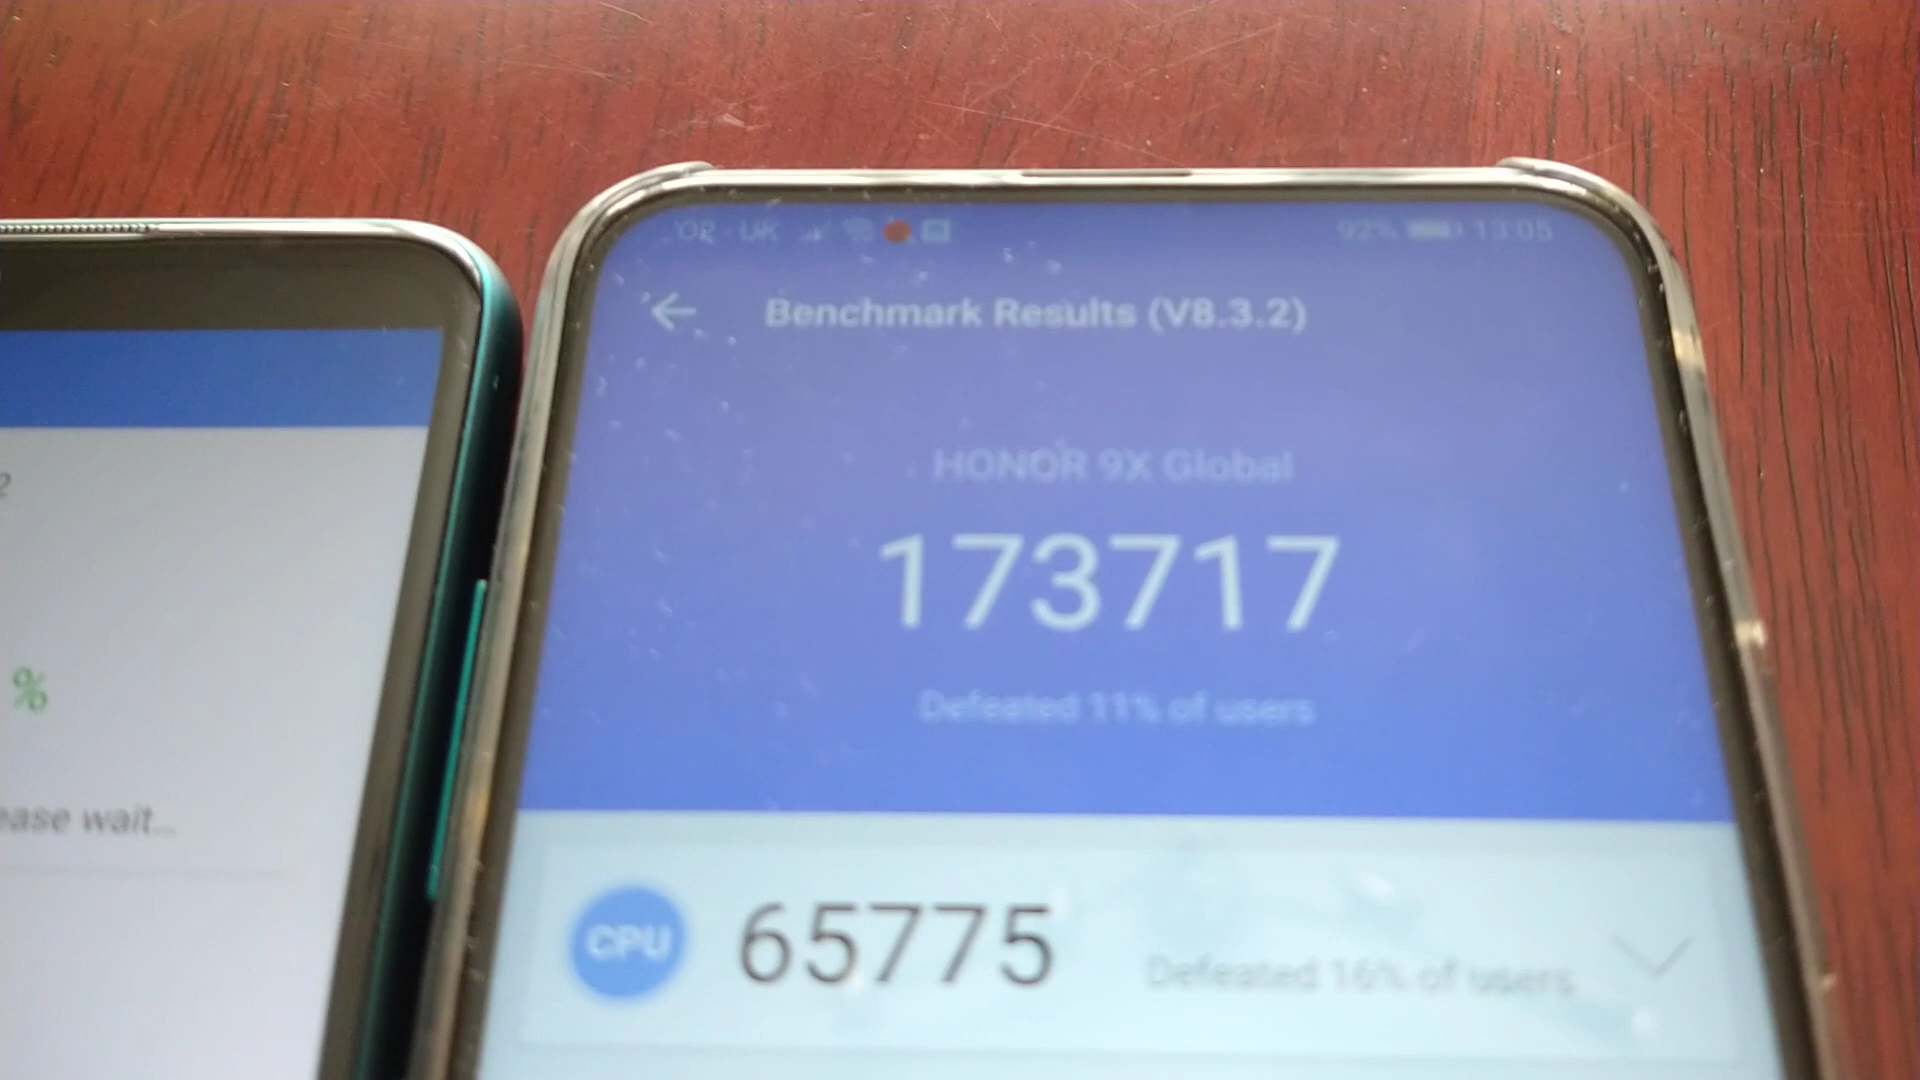 O2 - UK 92% 13:05
Benchmark Results (V8.3.2)
HONOR 9X Global
173717
Defeated 11% of users
CPU 65775 Defeated 16% of users
2
%
ease wait...